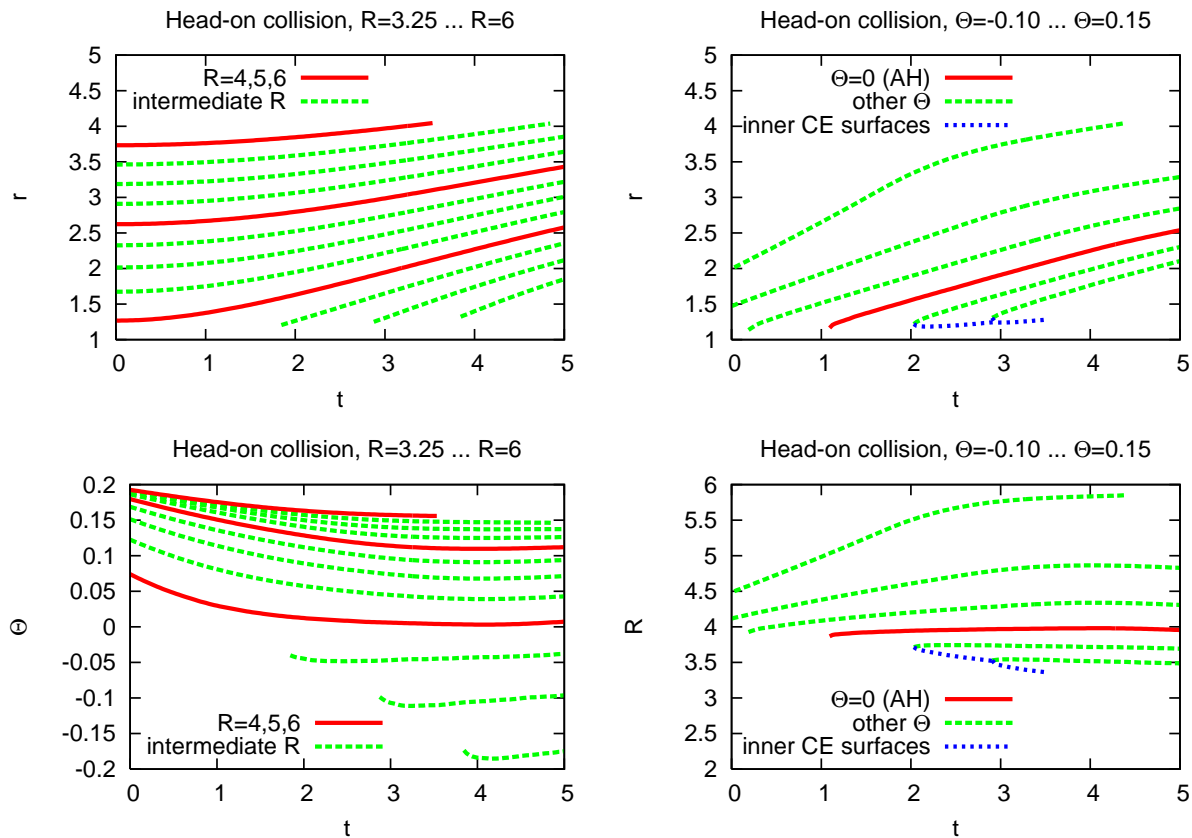 Head-on collision, R=3.25 ... R=6
5
4.5
4
3.5
3
2.5
2
1.5
1
r
R=4,5,6
intermediate R
0 1 2 3 4 5
t
Head-on collision, Θ=-0.10 ... Θ=0.15
5
4.5
4
3.5
3
2.5
2
1.5
1
r
Θ=0 (AH)
other Θ
inner CE surfaces
0 1 2 3 4 5
t
Head-on collision, R=3.25 ... R=6
0.2
0.15
0.1
0.05
0
-0.05
-0.1
-0.15
-0.2
Θ
R=4,5,6
intermediate R
0 1 2 3 4 5
t
Head-on collision, Θ=-0.10 ... Θ=0.15
6
5.5
5
4.5
4
3.5
3
2.5
2
R
Θ=0 (AH)
other Θ
inner CE surfaces
0 1 2 3 4 5
t